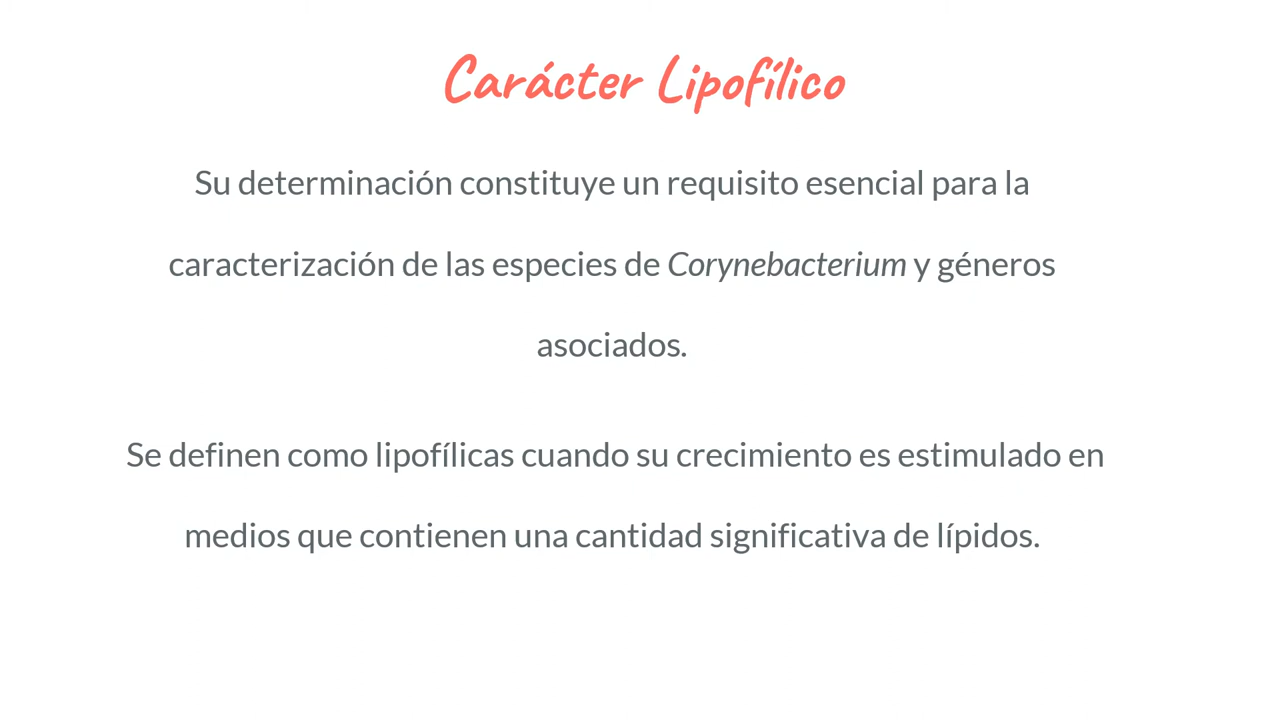 Carácter Lipofílico
Su determinación constituye un requisito esencial para la
caracterización de las especies de Corynebacterium y géneros
asociados.
Se definen como lipofílicas cuando su crecimiento es estimulado en
medios que contienen una cantidad significativa de lípidos.